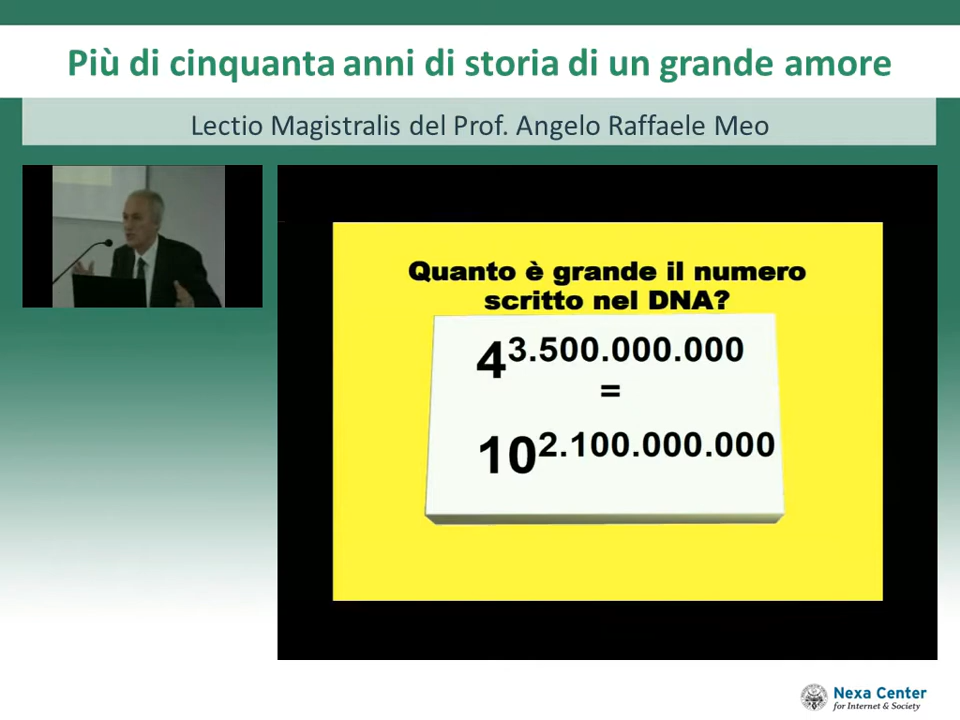 Più di cinquanta anni di storia di un grande amore
Lectio Magistralis del Prof. Angelo Raffaele Meo
Quanto è grande il numero
scritto nel DNA?
4^3.500.000.000
=
10^2.100.000.000
Nexa Center
for Internet & Society